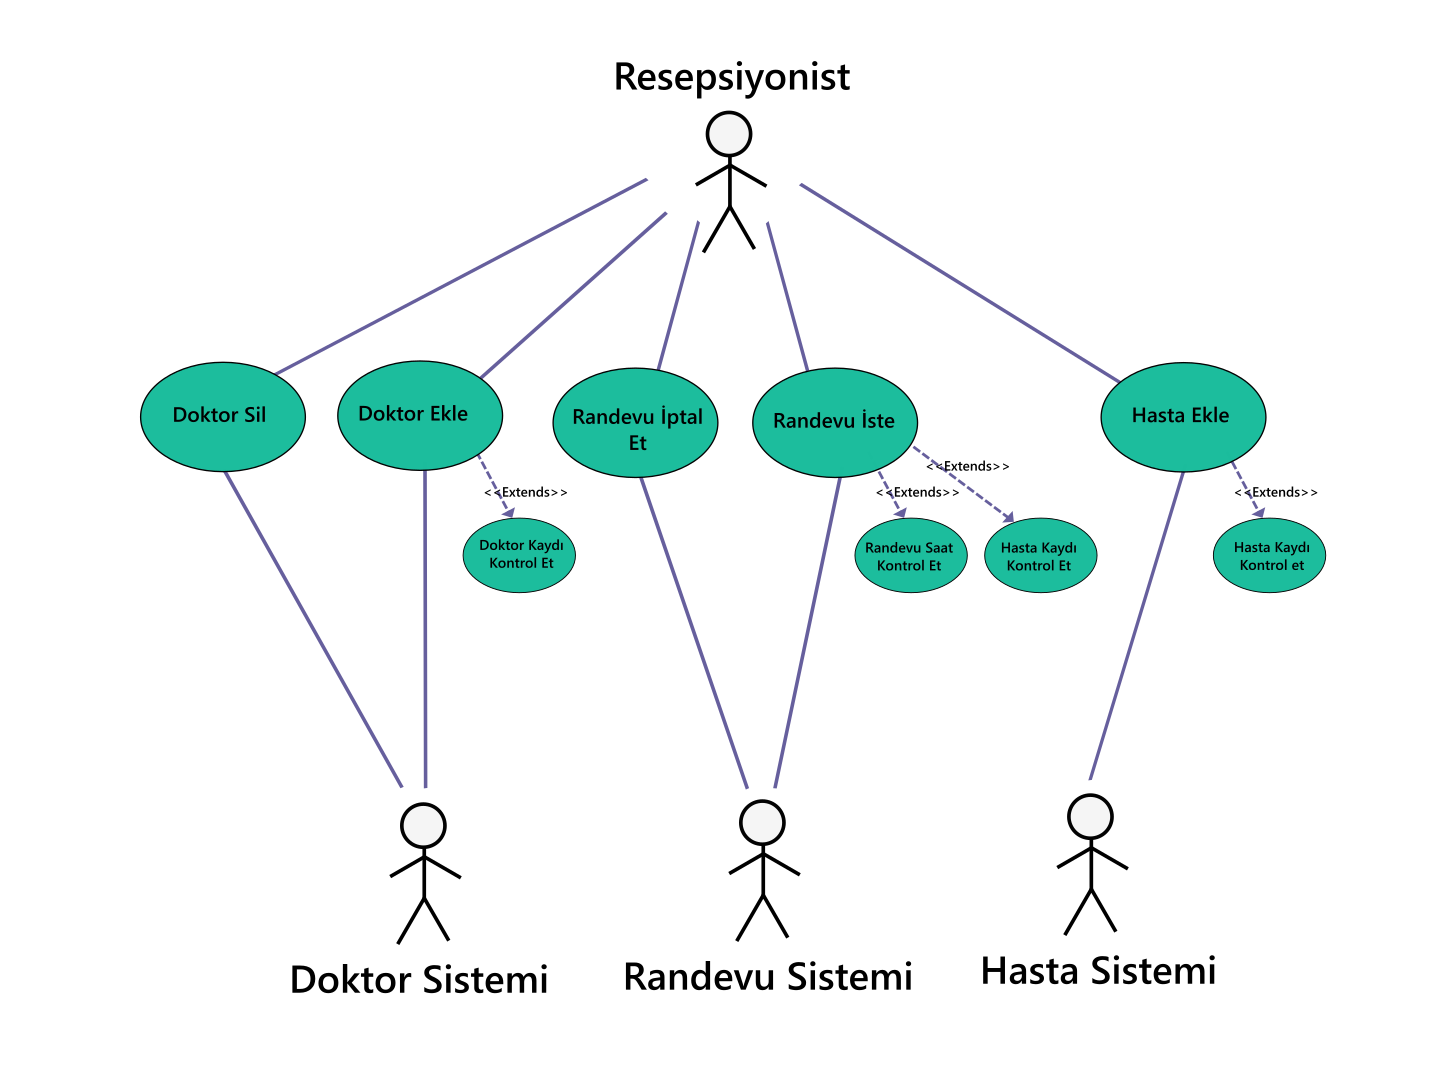 Resepsiyonist
Doktor Sil
Doktor Ekle
Randevu İptal
Et
Randevu İste
Hasta Ekle
<<Extends>>
<<Extends>>
<<Extends>>
<<Extends>>
Doktor Kaydı
Kontrol Et
Randevu Saat
Kontrol Et
Hasta Kaydı
Kontrol Et
Hasta Kaydı
Kontrol et
Doktor Sistemi
Randevu Sistemi
Hasta Sistemi